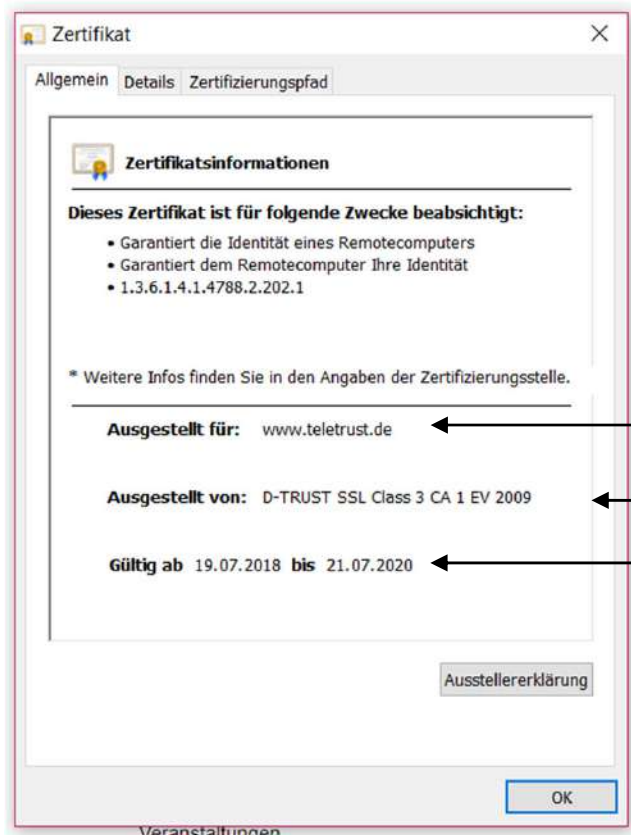 Zertifikat
Allgemein Details Zertifizierungspfad
Zertifikatsinformationen
Dieses Zertifikat ist für folgende Zwecke beabsichtigt:
• Garantiert die Identität eines Remotecomputers
• Garantiert dem Remotecomputer Ihre Identität
• 1.3.6.1.4.1.4788.2.202.1
* Weitere Infos finden Sie in den Angaben der Zertifizierungsstelle.
Ausgestellt für: www.teletrust.de
Ausgestellt von: D-TRUST SSL Class 3 CA 1 EV 2009
Gültig ab 19.07.2018 bis 21.07.2020
Ausstellererklärung
OK
Veranstaltungen